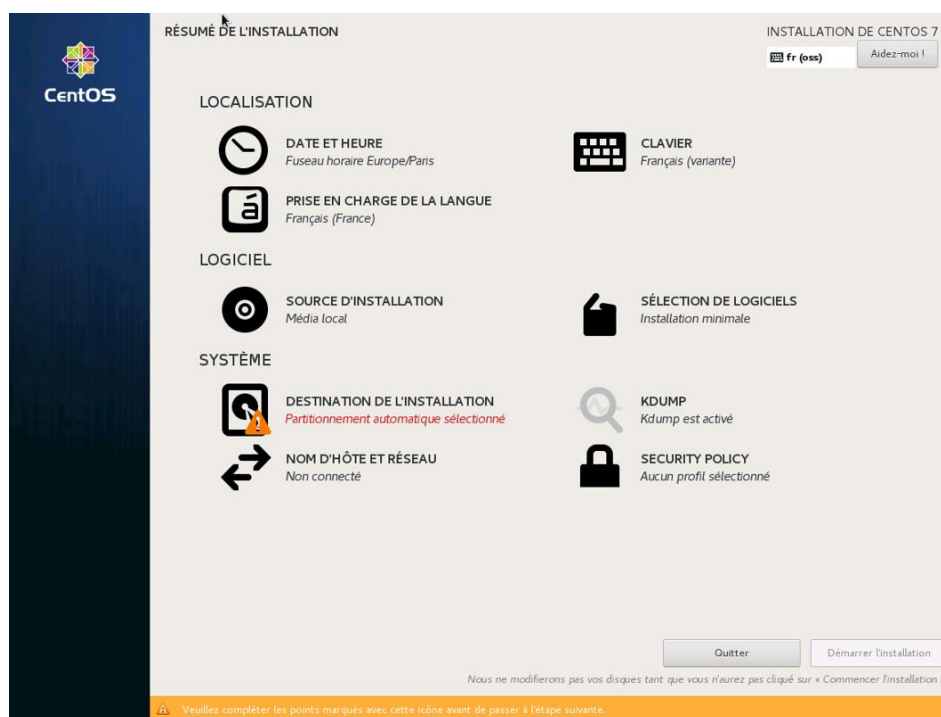 RÉSUMÉ DE L'INSTALLATION
INSTALLATION DE CENTOS 7
fr (oss)
Aidez-moi !
CentOS
LOCALISATION
DATE ET HEURE
Fuseau horaire Europe/Paris
CLAVIER
Français (variante)
PRISE EN CHARGE DE LA LANGUE
Français (France)
LOGICIEL
SOURCE D'INSTALLATION
Média local
SÉLECTION DE LOGICIELS
Installation minimale
SYSTÈME
DESTINATION DE L'INSTALLATION
Partitionnement automatique sélectionné
KDUMP
Kdump est activé
NOM D'HÔTE ET RÉSEAU
Non connecté
SECURITY POLICY
Aucun profil sélectionné
Quitter
Démarrer l'installation
Nous ne modifierons pas vos disques tant que vous n'aurez pas cliqué sur « Commencer l'installation
Veuillez compléter les points marqués avec cette icône avant de passer à l'étape suivante.